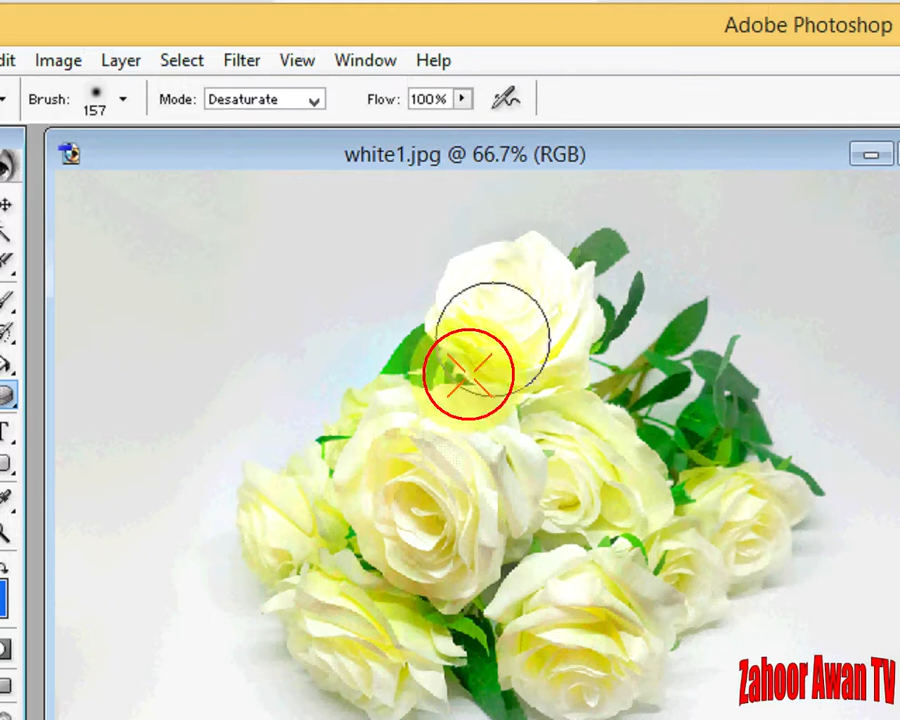 Adobe Photoshop
dit Image Layer Select Filter View Window Help
Brush: 157 Mode: Desaturate Flow: 100%
white1.jpg @ 66.7% (RGB)
T
Zahoor Awan TV